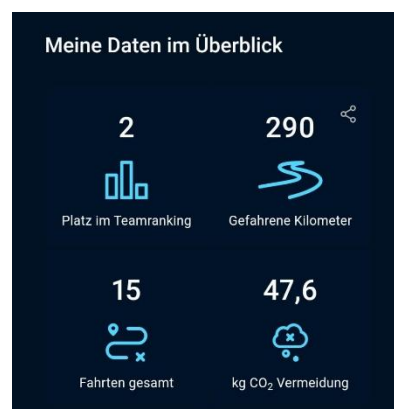 Meine Daten im Überblick
2
290
Platz im Teamranking
Gefahrene Kilometer
15
47,6
Fahrten gesamt
kg CO₂ Vermeidung